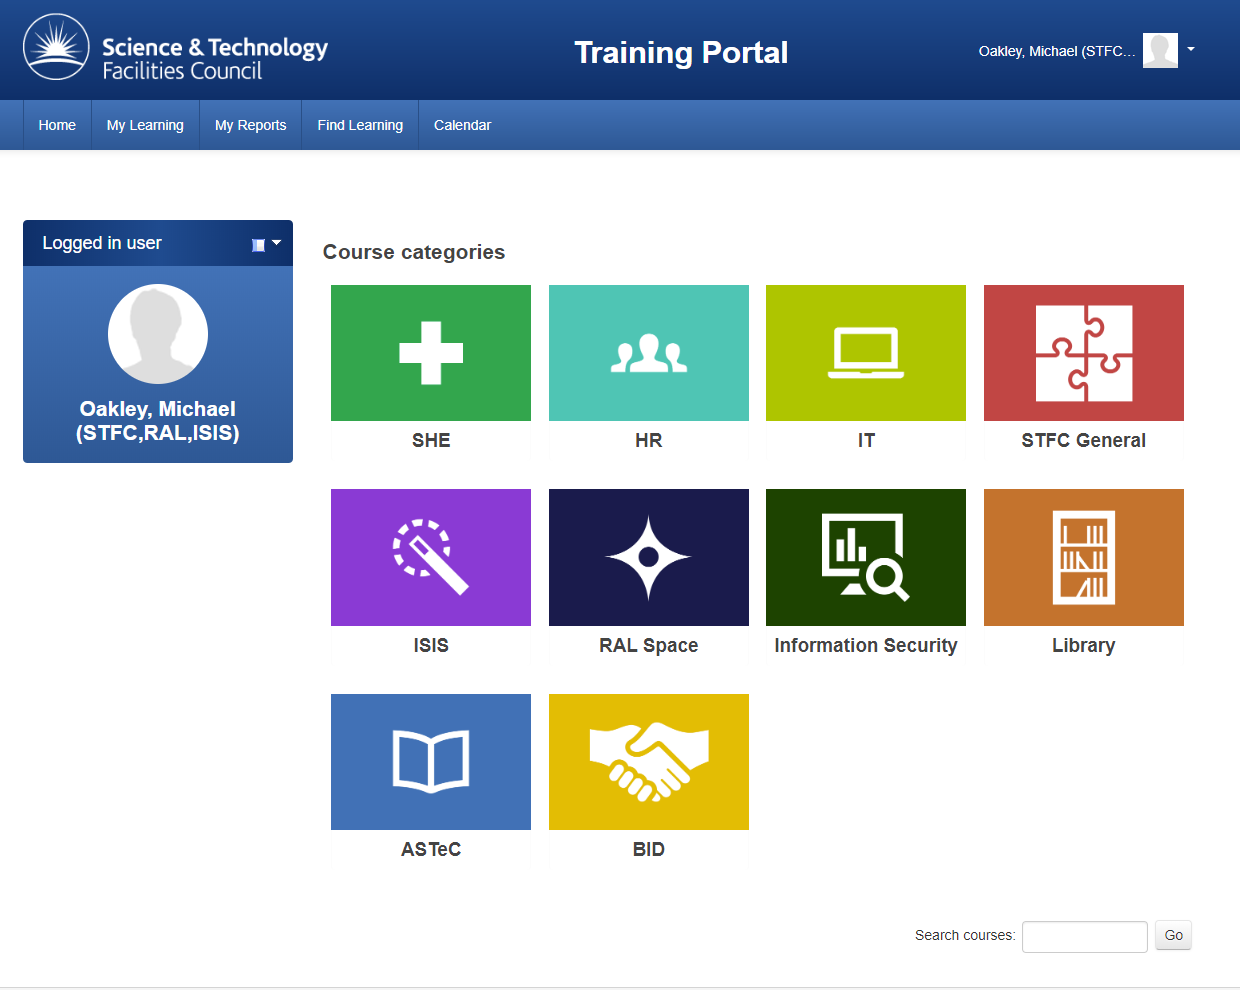 Science & Technology
Facilities Council
Training Portal
Oakley, Michael (STFC...
Home
My Learning
My Reports
Find Learning
Calendar
Logged in user
Oakley, Michael
(STFC,RAL,ISIS)
Course categories
SHE
HR
IT
STFC General
ISIS
RAL Space
Information Security
Library
ASTeC
BID
Search courses:
Go